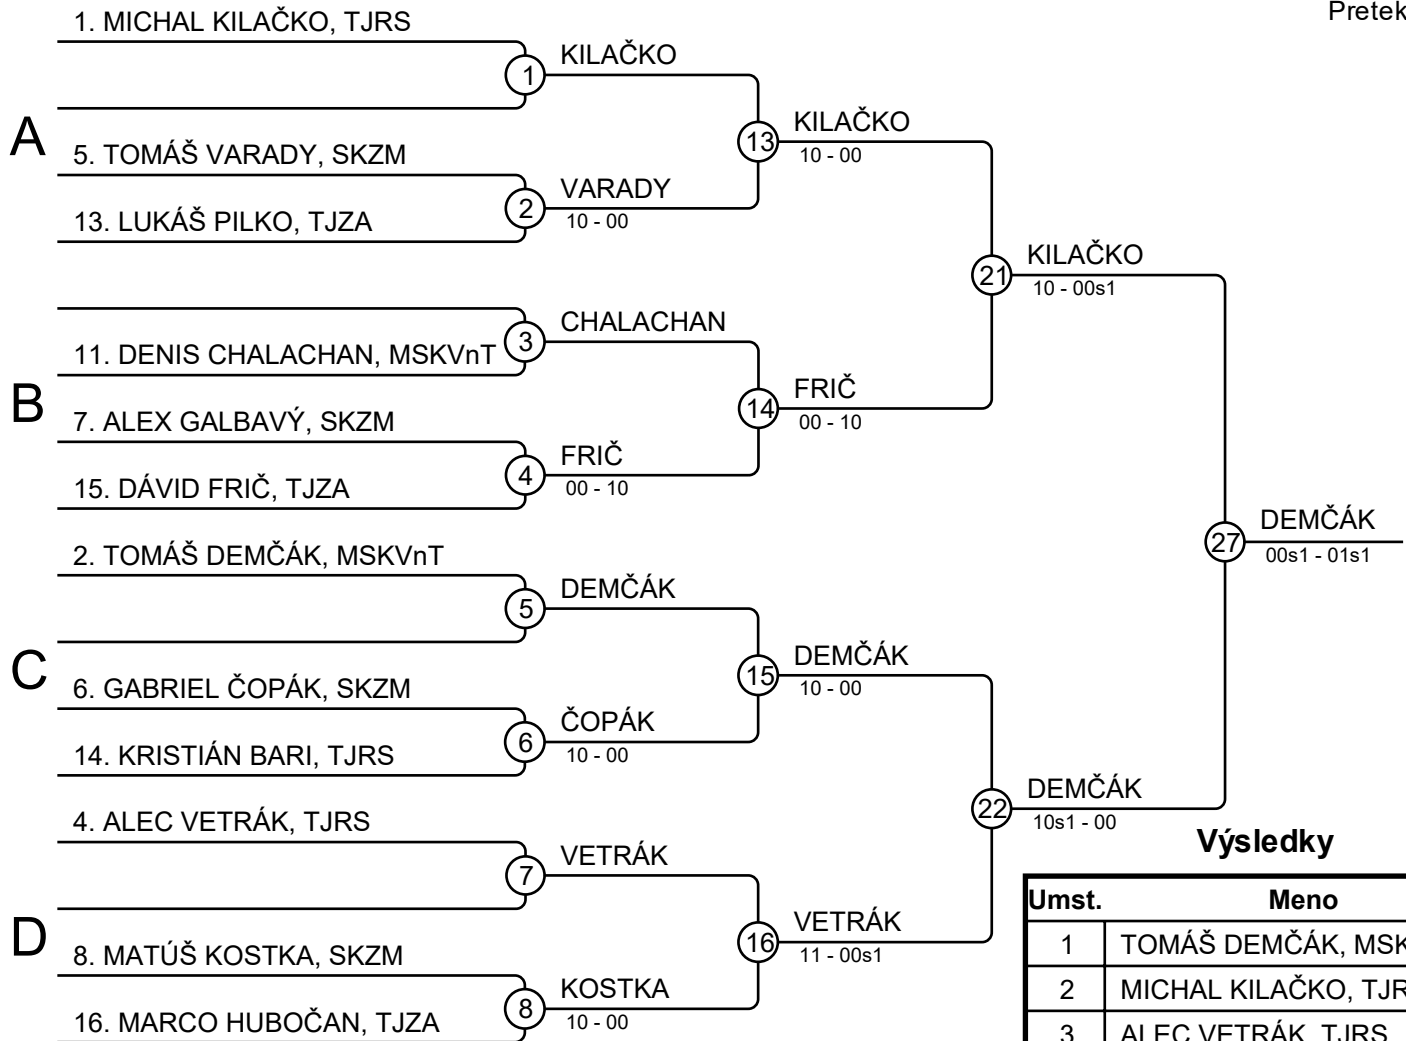 Pretek
1. MICHAL KILAČKO, TJRS
KILAČKO
1
A
13
KILAČKO
10 - 00
5. TOMÁŠ VARADY, SKZM
VARADY
2
10 - 00
13. LUKÁŠ PILKO, TJZA
21
KILAČKO
10 - 00s1
CHALACHAN
3
11. DENIS CHALACHAN, MSKVnT
B
14
FRIČ
00 - 10
7. ALEX GALBAVÝ, SKZM
FRIČ
4
00 - 10
15. DÁVID FRIČ, TJZA
27
DEMČÁK
00s1 - 01s1
2. TOMÁŠ DEMČÁK, MSKVnT
DEMČÁK
5
C
15
DEMČÁK
10 - 00
6. GABRIEL ČOPÁK, SKZM
ČOPÁK
6
10 - 00
14. KRISTIÁN BARI, TJRS
22
DEMČÁK
10s1 - 00
4. ALEC VETRÁK, TJRS
VETRÁK
7
D
16
VETRÁK
11 - 00s1
8. MATÚŠ KOSTKA, SKZM
KOSTKA
8
10 - 00
16. MARCO HUBOČAN, TJZA
Výsledky
Umst. Meno
1 TOMÁŠ DEMČÁK, MSK
2 MICHAL KILAČKO, TJR
3 ALEC VETRÁK, TJRS